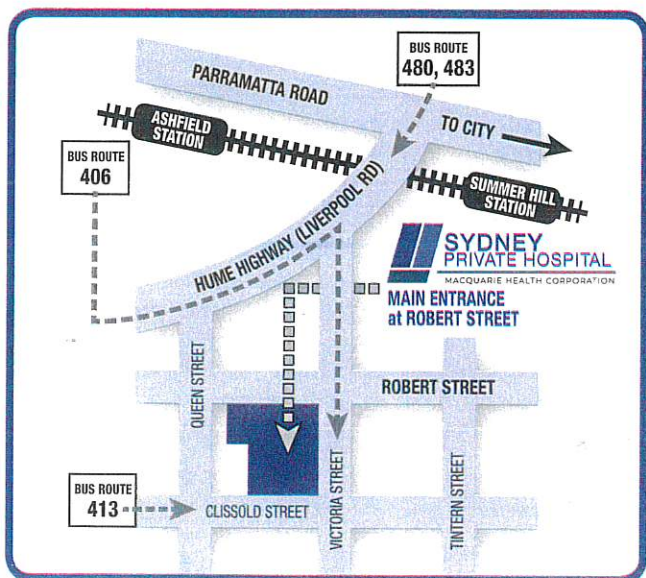 BUS ROUTE
480, 483
PARRAMATTA ROAD
TO CITY
ASHFIELD
STATION
BUS ROUTE
406
SUMMER HILL
STATION
HUME HIGHWAY (LIVERPOOL RD)
SYDNEY
PRIVATE HOSPITAL
MACQUARIE HEALTH CORPORATION
MAIN ENTRANCE
at ROBERT STREET
QUEEN STREET
ROBERT STREET
BUS ROUTE
413
CLISSOLD STREET
VICTORIA STREET
TINTERN STREET